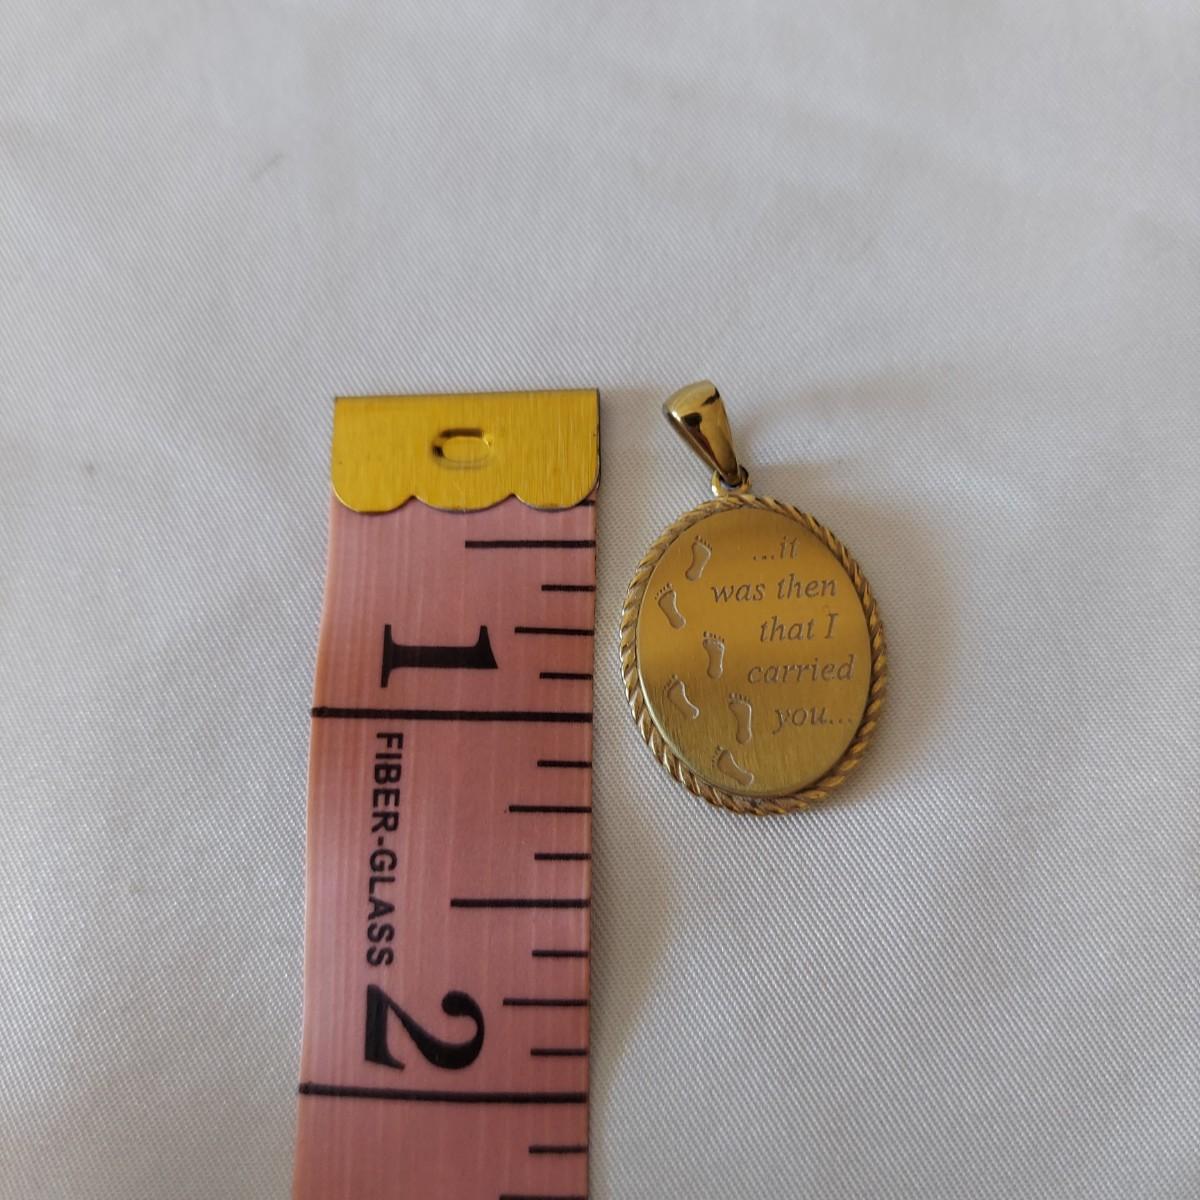 0
1
FIBER-GLASS
2
...it
was then
that I
carried
you...